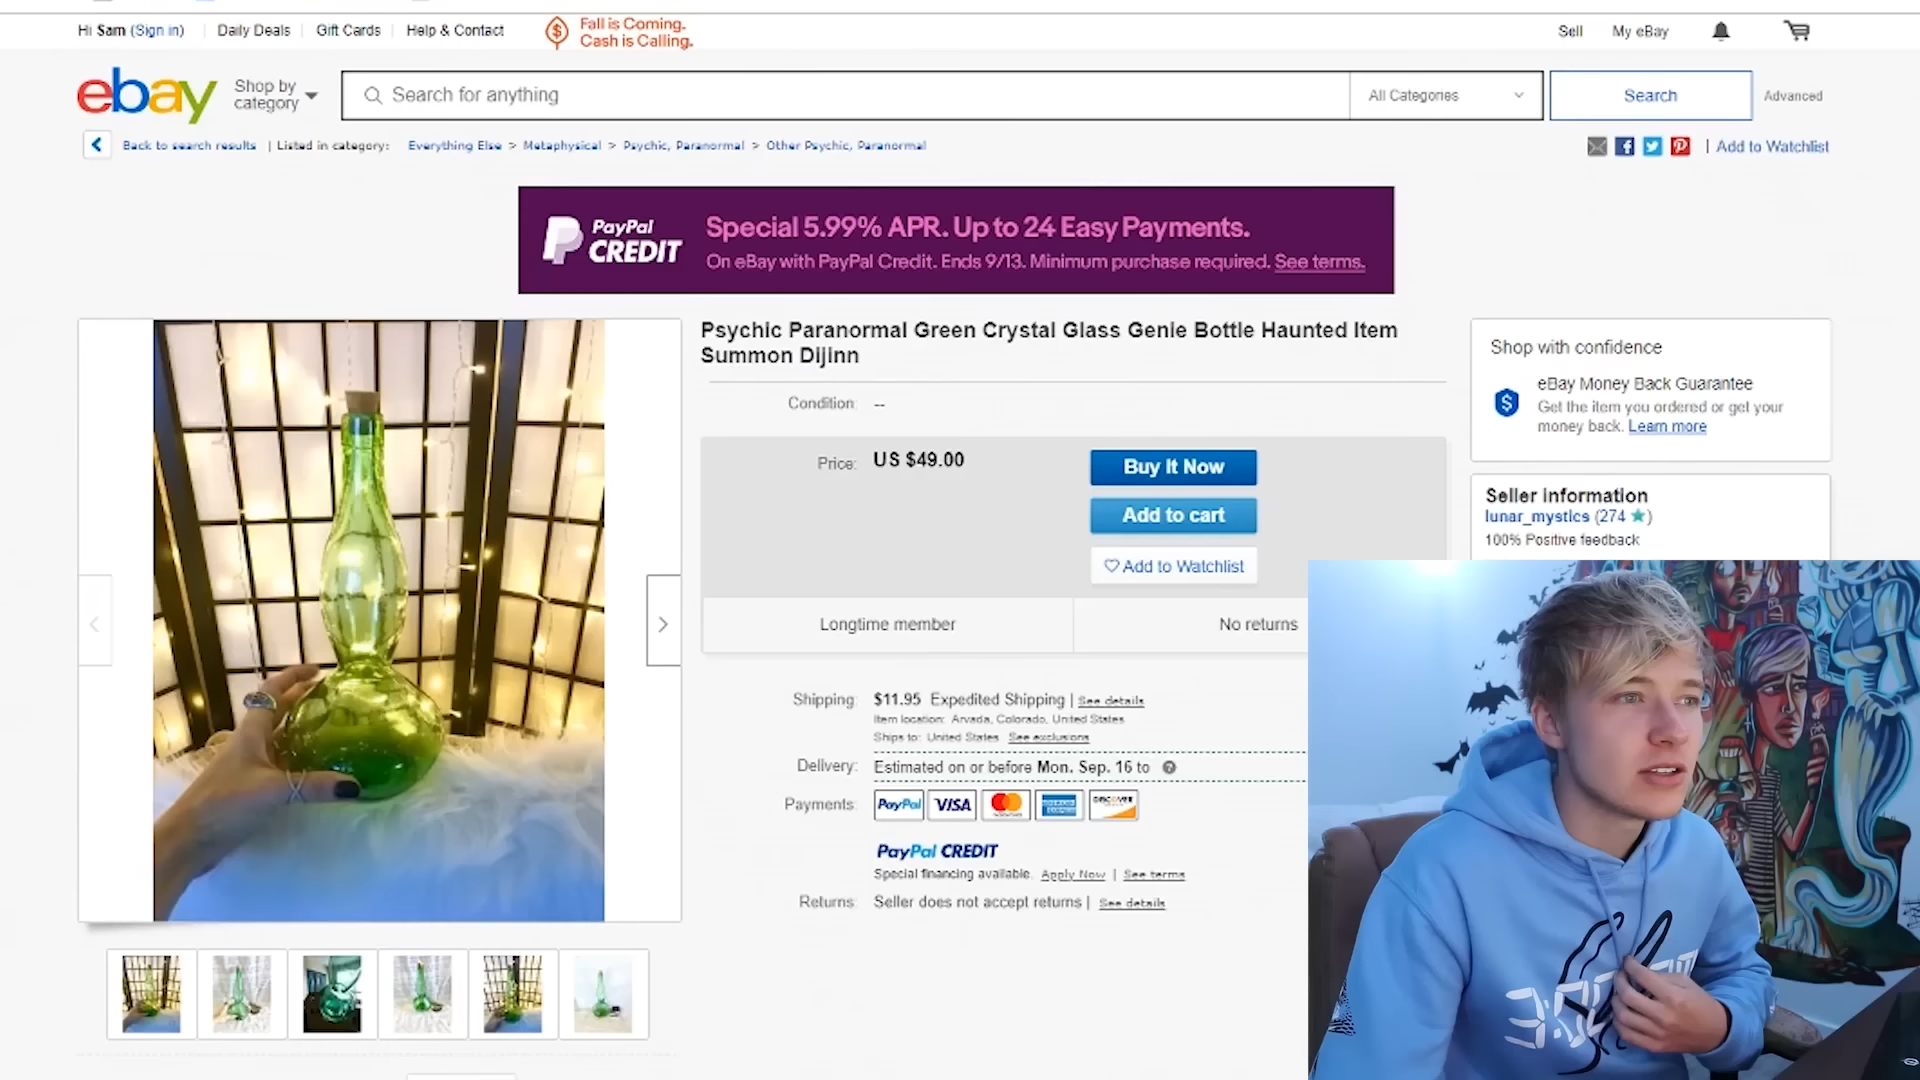 Hi Sam (Sign in)
Daily Deals
Gift Cards
Help & Contact
Fall is Coming.
Cash is Calling.
Sell
My eBay
ebay
Shop by
category
Search for anything
All Categories
Search
Advanced
Back to search results | Listed in category: Everything Else > Metaphysical > Psychic, Paranormal > Other Psychic, Paranormal
| Add to Watchlist
PayPal
CREDIT
Special 5.99% APR. Up to 24 Easy Payments.
On eBay with PayPal Credit. Ends 9/13. Minimum purchase required. See terms.
Psychic Paranormal Green Crystal Glass Genie Bottle Haunted Item
Summon Dijinn
Condition: --
Price: US $49.00
Buy It Now
Add to cart
Add to Watchlist
Longtime member
No returns
Shipping: $11.95 Expedited Shipping | See details
Item location: Arvada, Colorado, United States
Ships to: United States See exclusions
Delivery: Estimated on or before Mon. Sep. 16 to
Payments: PayPal VISA DISCOVER
PayPal CREDIT
Special financing available. Apply Now | See terms
Returns: Seller does not accept returns | See details
Shop with confidence
eBay Money Back Guarantee
Get the item you ordered or get your
money back. Learn more
Seller information
lunar_mystics (274 ★)
100% Positive feedback